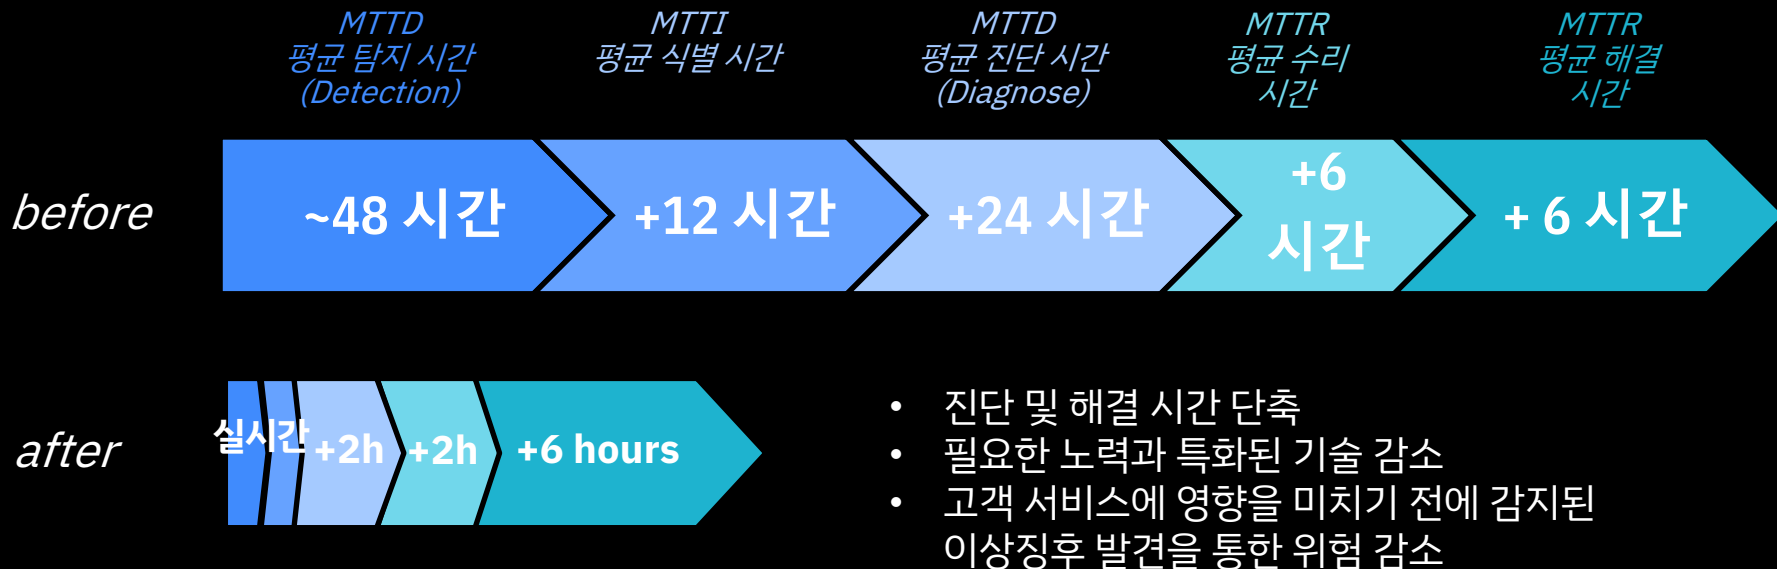 MTTD
평균 탐지 시간
(Detection)
MTTI
평균 식별 시간
MTTD
평균 진단 시간
(Diagnose)
MTTR
평균 수리
시간
MTTR
평균 해결
시간
before
~48 시간
+12 시간
+24 시간
+6
시간
+ 6 시간
after
실시간
+2h
+2h
+6 hours
• 진단 및 해결 시간 단축
• 필요한 노력과 특화된 기술 감소
• 고객 서비스에 영향을 미치기 전에 감지된
이상징후 발견을 통한 위험 감소